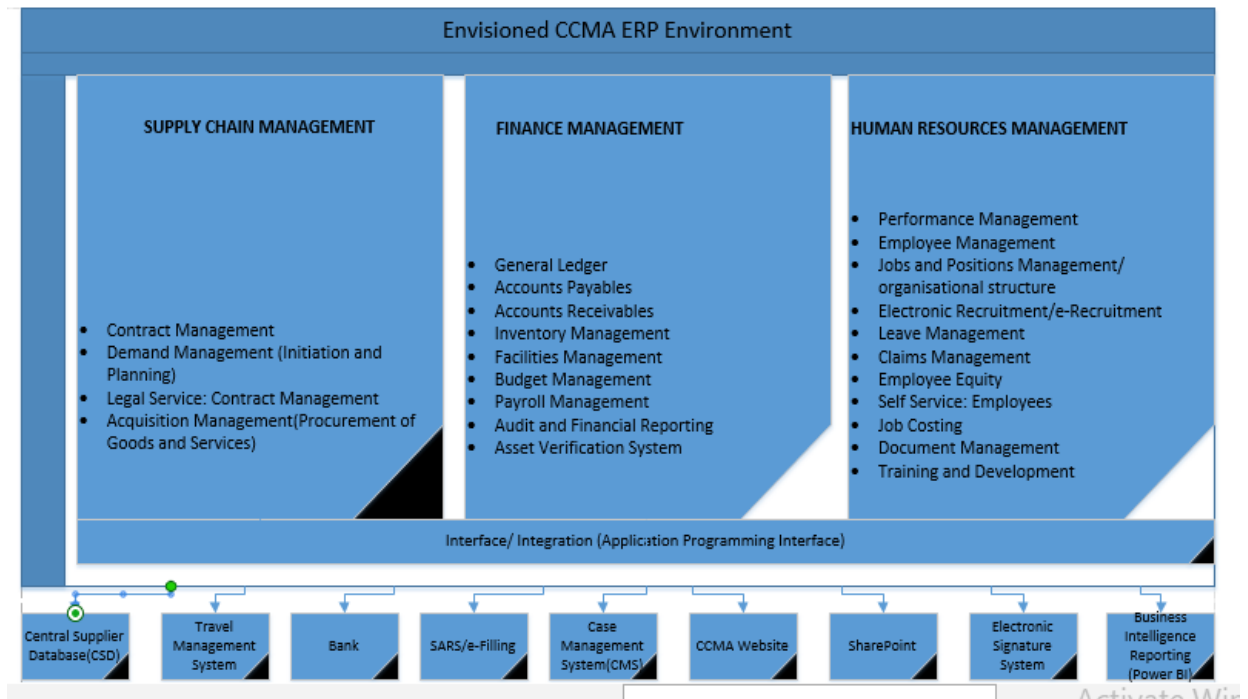 Envisioned CCMA ERP Environment
SUPPLY CHAIN MANAGEMENT
• Contract Management
• Demand Management (Initiation and
Planning)
• Legal Service: Contract Management
• Acquisition Management(Procurement of
Goods and Services)
FINANCE MANAGEMENT
• General Ledger
• Accounts Payables
• Accounts Receivables
• Inventory Management
• Facilities Management
• Budget Management
• Payroll Management
• Audit and Financial Reporting
• Asset Verification System
HUMAN RESOURCES MANAGEMENT
• Performance Management
• Employee Management
• Jobs and Positions Management/
organisational structure
• Electronic Recruitment/e-Recruitment
• Leave Management
• Claims Management
• Employee Equity
• Self Service: Employees
• Job Costing
• Document Management
• Training and Development
Interface/ Integration (Application Programming Interface)
Central Supplier
Database(CSD)
Travel
Management
System
Bank
SARS/e-Filling
Case
Management
System(CMS)
CCMA Website
SharePoint
Electronic
Signature
System
Business
Intelligence
Reporting
(Power BI)
Activate Win